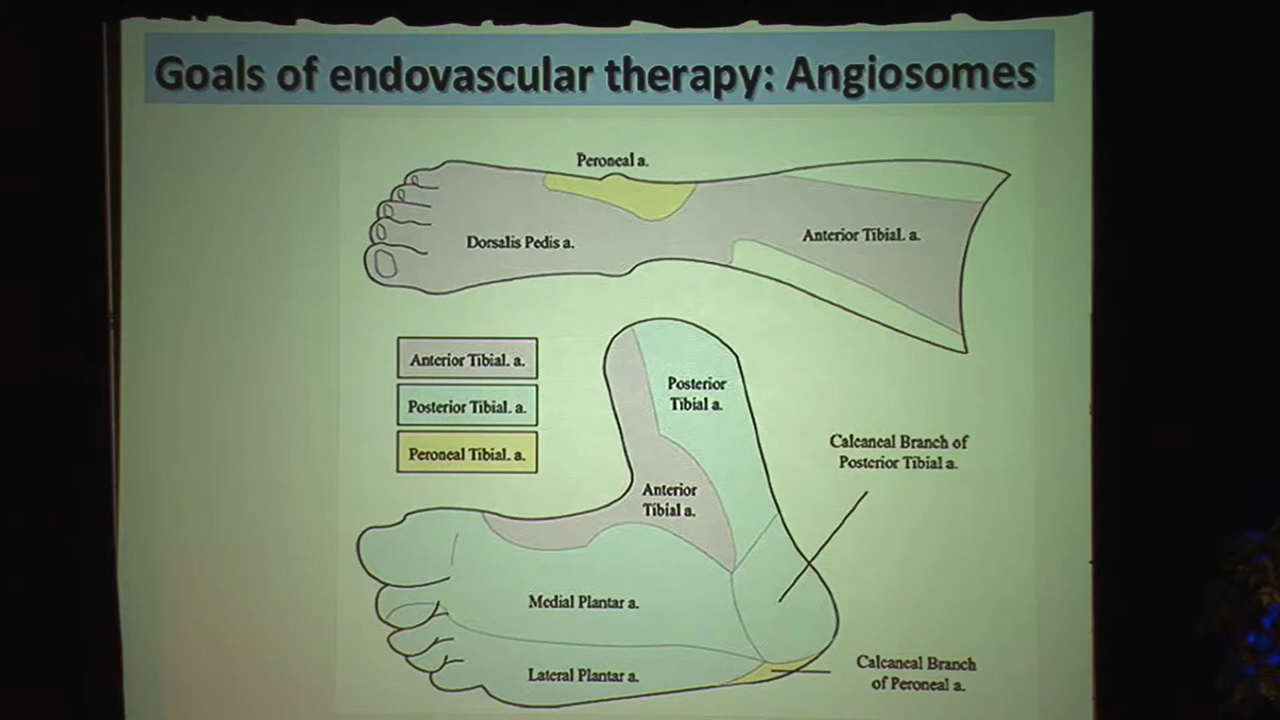 Goals of endovascular therapy: Angiosomes
Peroneal a.
Dorsalis Pedis a.
Anterior Tibial. a.
Anterior Tibial. a.
Posterior Tibial. a.
Peroneal Tibial. a.
Posterior
Tibial a.
Calcaneal Branch of
Posterior Tibial a.
Anterior
Tibial a.
Medial Plantar a.
Lateral Plantar a.
Calcaneal Branch
of Peroneal a.